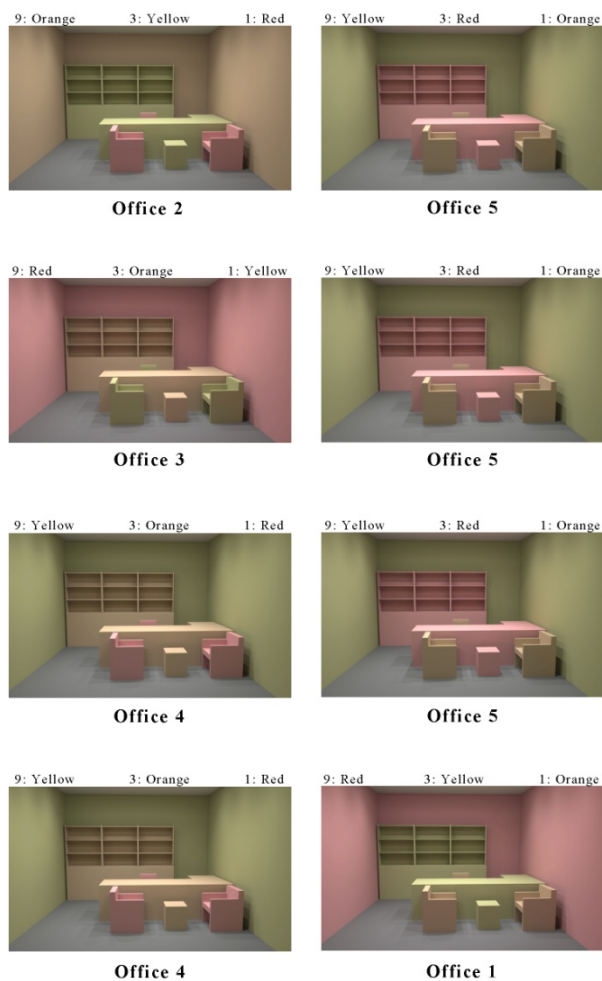 9: Orange 3: Yellow 1: Red
9: Yellow 3: Red 1: Orange
Office 2
Office 5
9: Red 3: Orange 1: Yellow
9: Yellow 3: Red 1: Orange
Office 3
Office 5
9: Yellow 3: Orange 1: Red
9: Yellow 3: Red 1: Orange
Office 4
Office 5
9: Yellow 3: Orange 1: Red
9: Red 3: Yellow 1: Orange
Office 4
Office 1